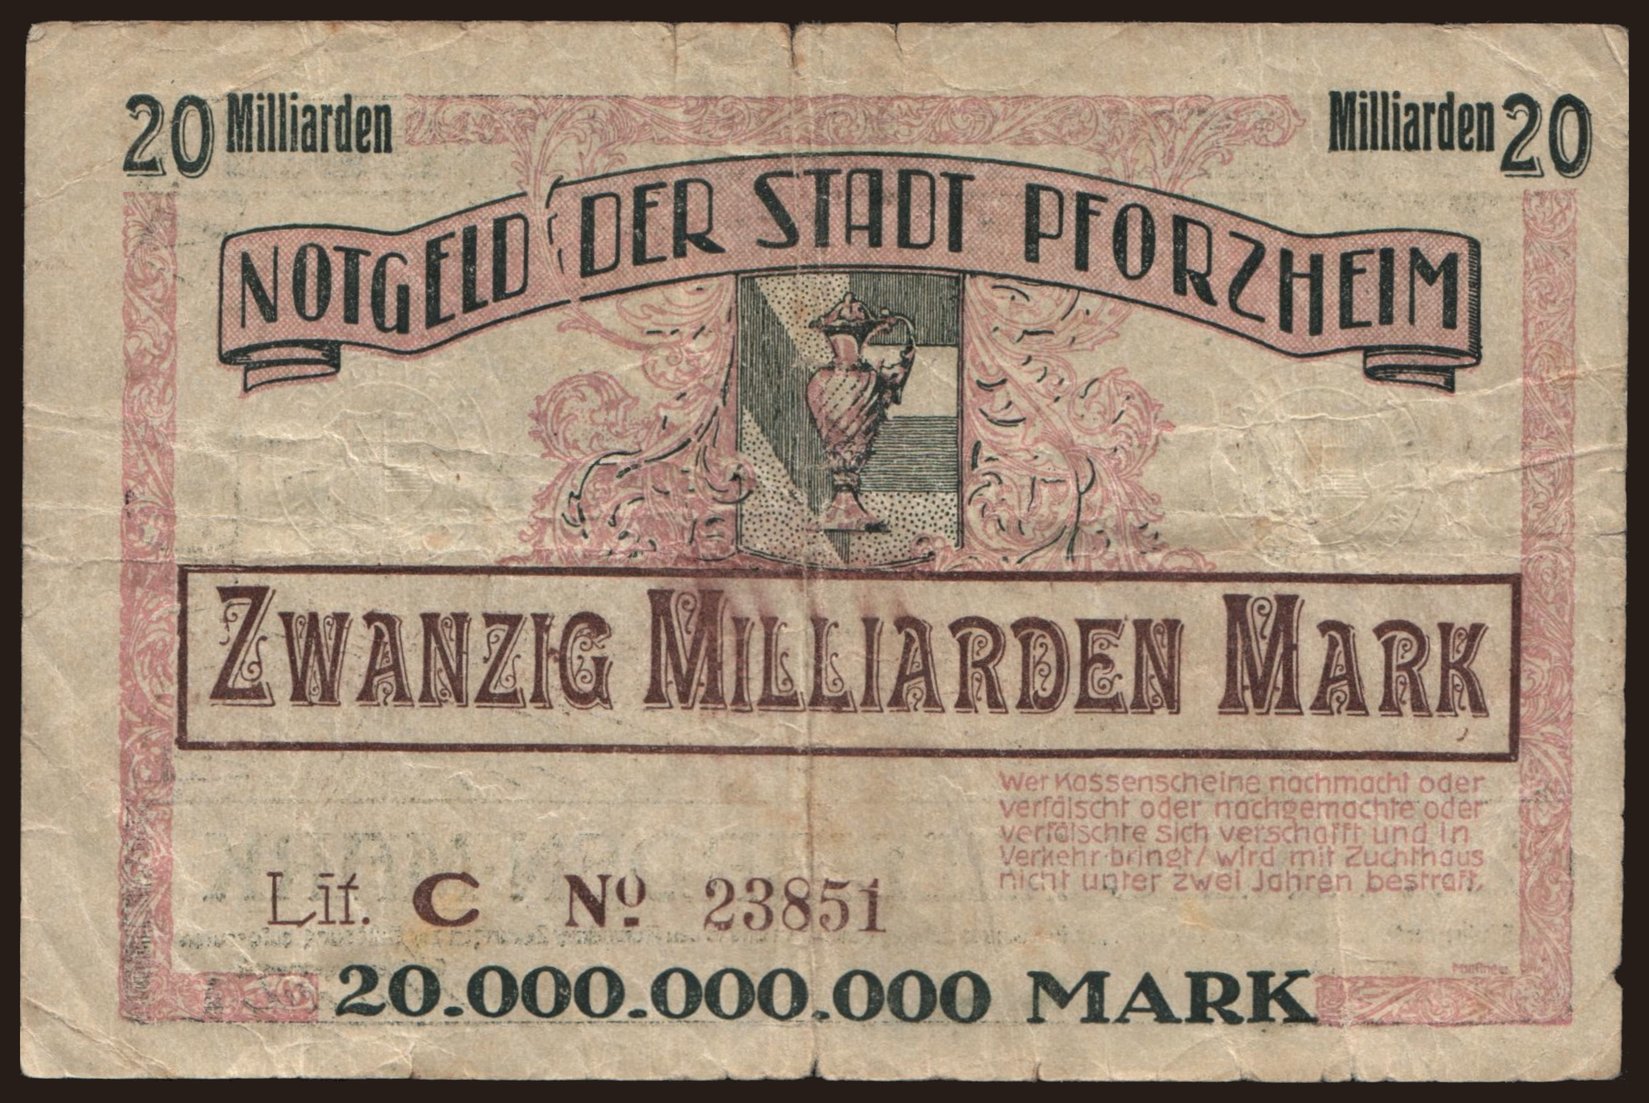 20 Milliarden
Milliarden 20
NOTGELD DER STADT PFORZHEIM
ZWANZIG MILLIARDEN MARK
Wer Kassenscheine nachmacht oder
verfälscht oder nachgemachte oder
verfälschte sich verschafft und in
Verkehr bringt/ wird mit Zuchthaus
nicht unter zwei Jahren bestraft.
Lit. C No 23851
20.000.000.000 MARK